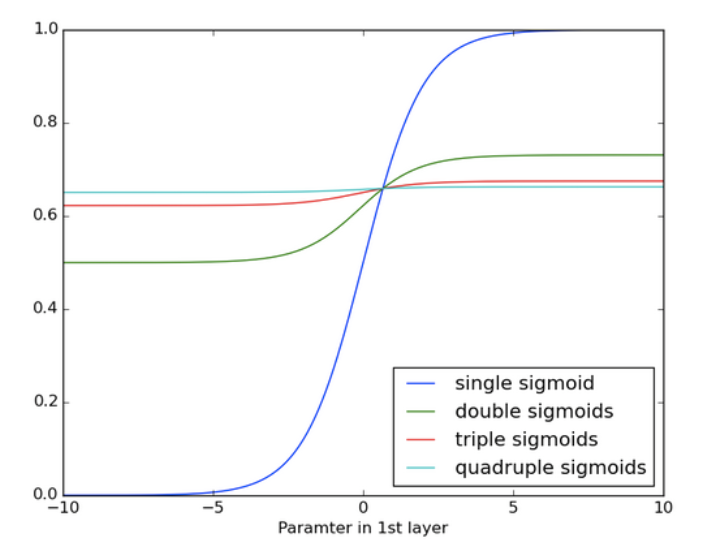 1.0
0.8
0.6
0.4
0.2
0.0
−10
−5
0
5
10
Paramter in 1st layer
single sigmoid
double sigmoids
triple sigmoids
quadruple sigmoids